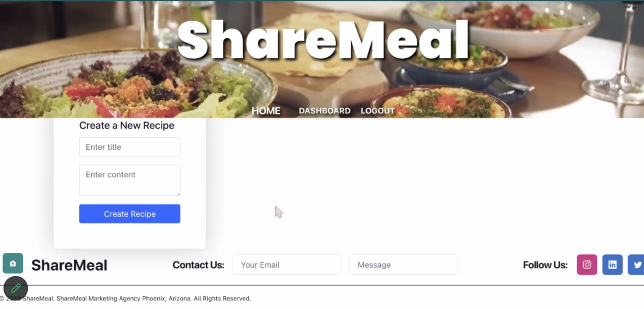 ShareMeal
HOME DASHBOARD LOGOUT
Create a New Recipe
Enter title
Enter content
Create Recipe
ShareMeal Contact Us: Your Email Message Follow Us:
© ShareMeal. ShareMeal Marketing Agency Phoenix, Arizona. All Rights Reserved.